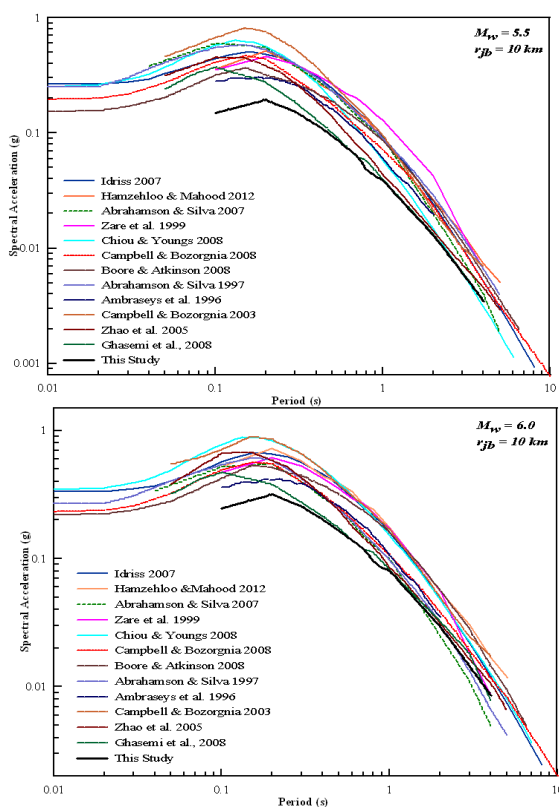 1
M_w = 5.5
r_jb = 10 km
0.1
Spectral Acceleration (g)
Idriss 2007
Hamzehloo & Mahood 2012
Abrahamson & Silva 2007
Zare et al. 1999
Chiou & Youngs 2008
Campbell & Bozorgnia 2008
Boore & Atkinson 2008
Abrahamson & Silva 1997
Ambraseys et al. 1996
Campbell & Bozorgnia 2003
Zhao et al. 2005
Ghasemi et al., 2008
This Study
0.01
0.001
0.01 0.1 1 10
Period (s)
1
M_w = 6.0
r_jb = 10 km
0.1
Spectral Acceleration (g)
Idriss 2007
Hamzehloo &Mahood 2012
Abrahamson & Silva 2007
Zare et al. 1999
Chiou & Youngs 2008
Campbell & Bozorgnia 2008
Boore & Atkinson 2008
Abrahamson & Silva 1997
Ambraseys et al. 1996
Campbell & Bozorgnia 2003
Zhao et al. 2005
Ghasemi et al., 2008
This Study
0.01
0.01 0.1 1 10
Period (s)